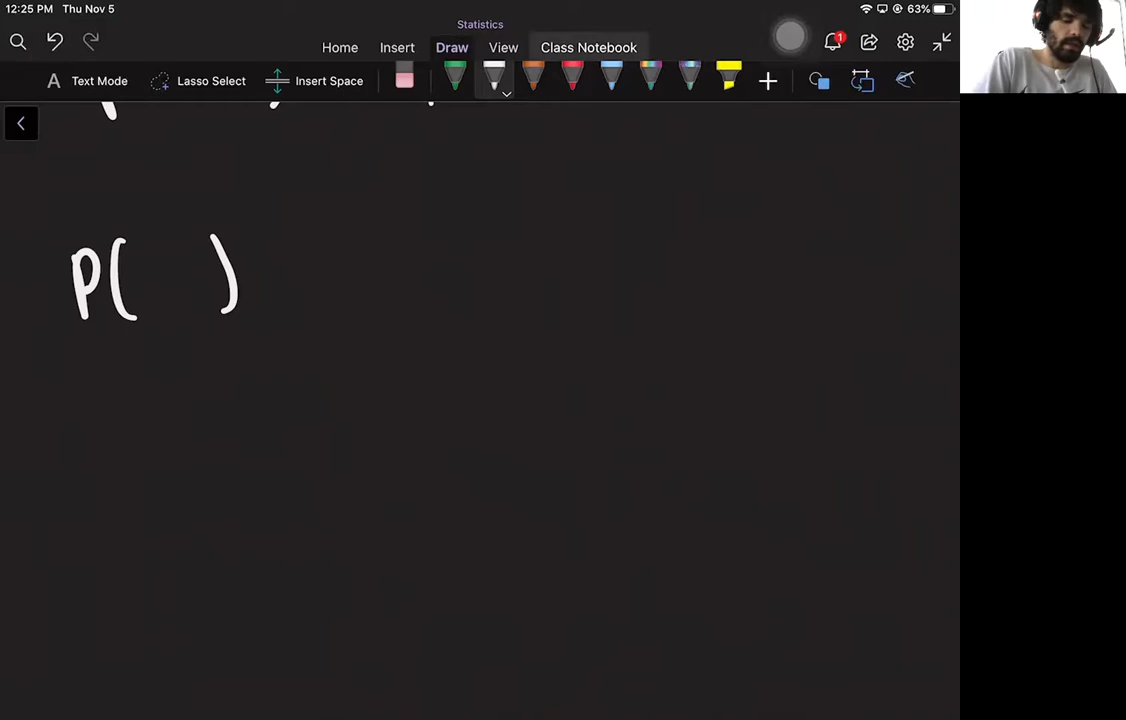 12:25 PM Thu Nov 5
63%
Statistics
Home Insert Draw View Class Notebook
1
A Text Mode Lasso Select Insert Space
P( )